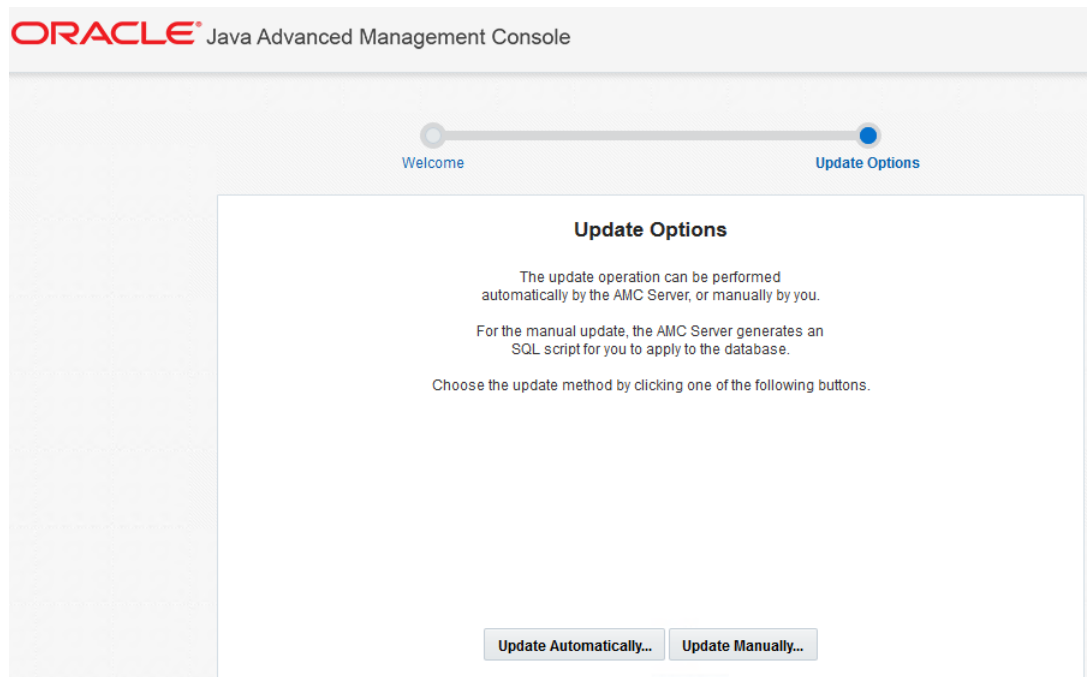 ORACLE® Java Advanced Management Console
Welcome
Update Options
Update Options
The update operation can be performed
automatically by the AMC Server, or manually by you.
For the manual update, the AMC Server generates an
SQL script for you to apply to the database.
Choose the update method by clicking one of the following buttons.
Update Automatically... Update Manually...